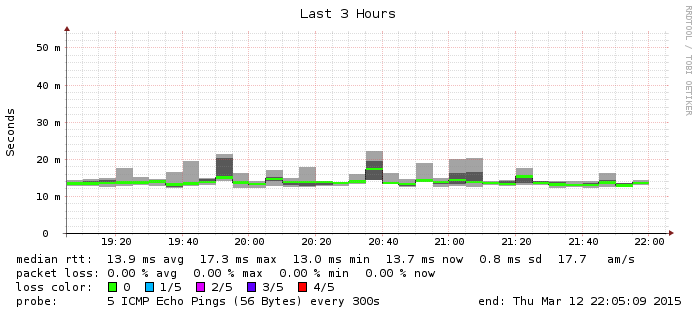 Last 3 Hours
RRDTOOL / TOBI OETIKER
Seconds
50 m
40 m
30 m
20 m
10 m
0
19:20 19:40 20:00 20:20 20:40 21:00 21:20 21:40 22:00
median rtt: 13.9 ms avg 17.3 ms max 13.0 ms min 13.7 ms now 0.8 ms sd 17.7 am/s
packet loss: 0.00 % avg 0.00 % max 0.00 % min 0.00 % now
loss color: 0 1/5 2/5 3/5 4/5
probe: 5 ICMP Echo Pings (56 Bytes) every 300s end: Thu Mar 12 22:05:09 2015